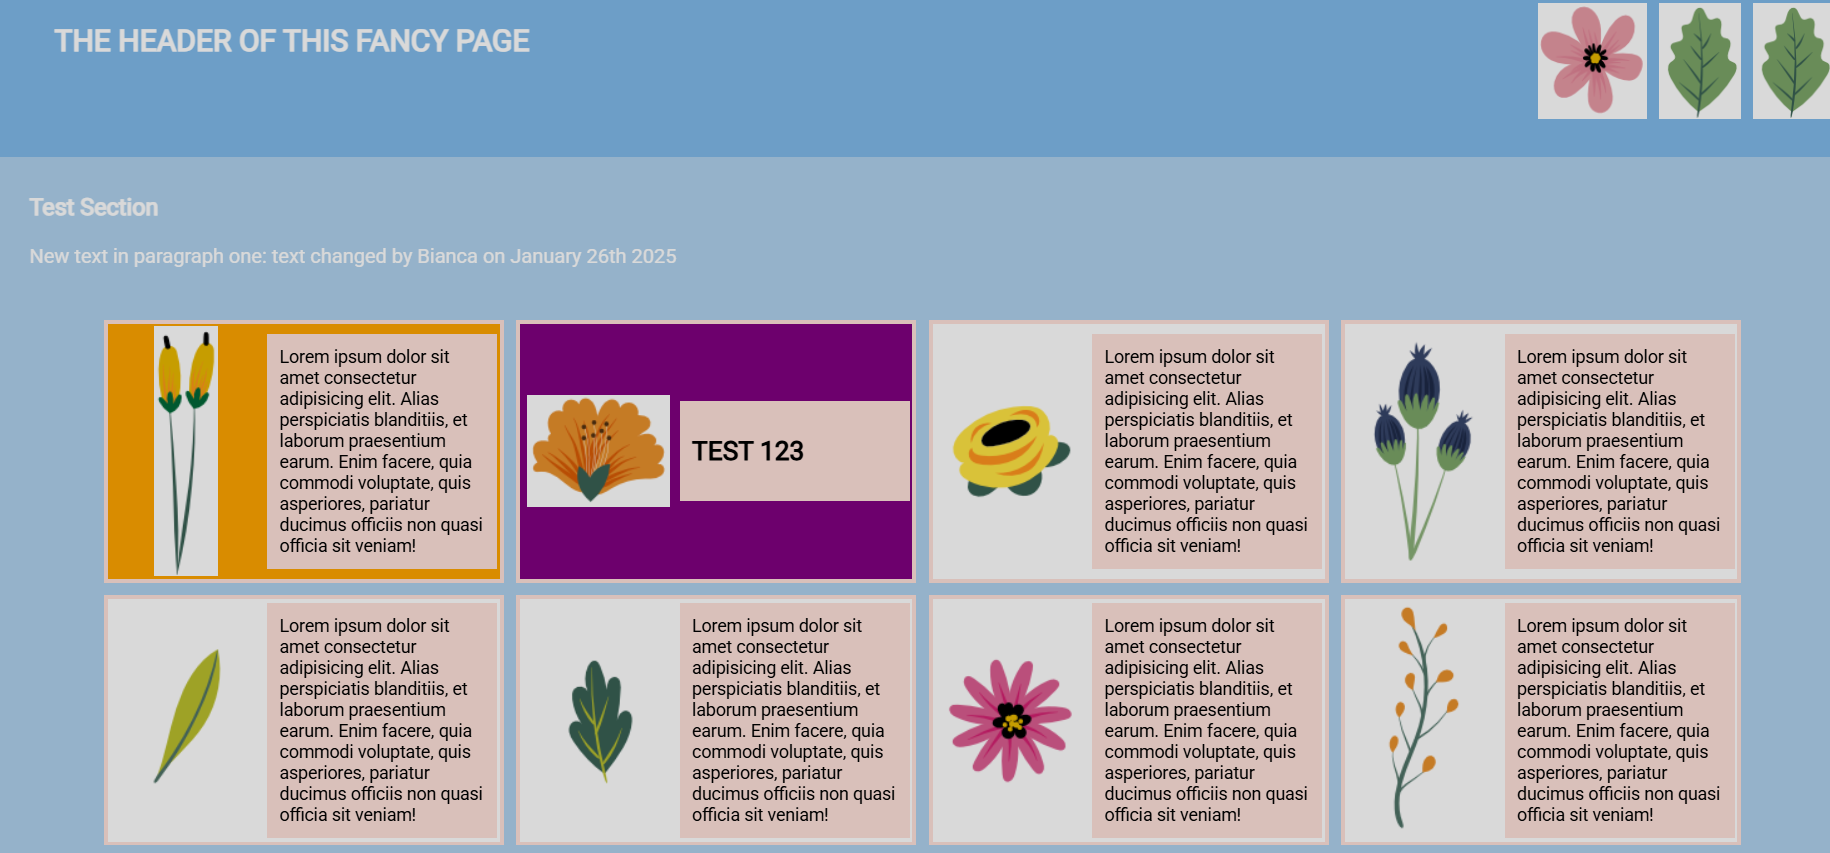 THE HEADER OF THIS FANCY PAGE
Test Section
New text in paragraph one: text changed by Bianca on January 26th 2025
Lorem ipsum dolor sit
amet consectetur
adipisicing elit. Alias
perspiciatis blanditiis, et
laborum praesentium
earum. Enim facere, quia
commodi voluptate, quis
asperiores, pariatur
ducimus officiis non quasi
officia sit veniam!
TEST 123
Lorem ipsum dolor sit
amet consectetur
adipisicing elit. Alias
perspiciatis blanditiis, et
laborum praesentium
earum. Enim facere, quia
commodi voluptate, quis
asperiores, pariatur
ducimus officiis non quasi
officia sit veniam!
Lorem ipsum dolor sit
amet consectetur
adipisicing elit. Alias
perspiciatis blanditiis, et
laborum praesentium
earum. Enim facere, quia
commodi voluptate, quis
asperiores, pariatur
ducimus officiis non quasi
officia sit veniam!
Lorem ipsum dolor sit
amet consectetur
adipisicing elit. Alias
perspiciatis blanditiis, et
laborum praesentium
earum. Enim facere, quia
commodi voluptate, quis
asperiores, pariatur
ducimus officiis non quasi
officia sit veniam!
Lorem ipsum dolor sit
amet consectetur
adipisicing elit. Alias
perspiciatis blanditiis, et
laborum praesentium
earum. Enim facere, quia
commodi voluptate, quis
asperiores, pariatur
ducimus officiis non quasi
officia sit veniam!
Lorem ipsum dolor sit
amet consectetur
adipisicing elit. Alias
perspiciatis blanditiis, et
laborum praesentium
earum. Enim facere, quia
commodi voluptate, quis
asperiores, pariatur
ducimus officiis non quasi
officia sit veniam!
Lorem ipsum dolor sit
amet consectetur
adipisicing elit. Alias
perspiciatis blanditiis, et
laborum praesentium
earum. Enim facere, quia
commodi voluptate, quis
asperiores, pariatur
ducimus officiis non quasi
officia sit veniam!